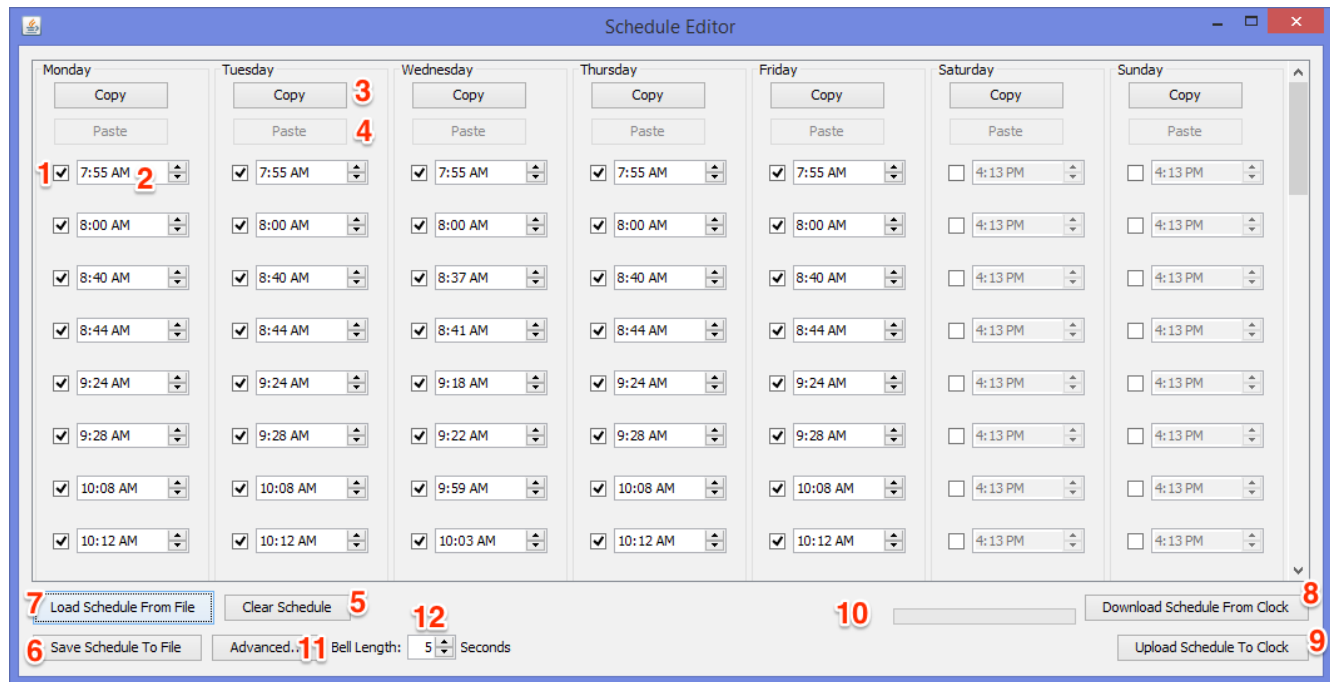 Schedule Editor
Monday Tuesday Wednesday Thursday Friday Saturday Sunday
Copy Copy 3 Copy Copy Copy Copy Copy
Paste Paste 4 Paste Paste Paste Paste Paste
1 7:55 AM 2 7:55 AM 7:55 AM 7:55 AM 7:55 AM 4:13 PM 4:13 PM
8:00 AM 8:00 AM 8:00 AM 8:00 AM 8:00 AM 4:13 PM 4:13 PM
8:40 AM 8:40 AM 8:37 AM 8:40 AM 8:40 AM 4:13 PM 4:13 PM
8:44 AM 8:44 AM 8:41 AM 8:44 AM 8:44 AM 4:13 PM 4:13 PM
9:24 AM 9:24 AM 9:18 AM 9:24 AM 9:24 AM 4:13 PM 4:13 PM
9:28 AM 9:28 AM 9:22 AM 9:28 AM 9:28 AM 4:13 PM 4:13 PM
10:08 AM 10:08 AM 9:59 AM 10:08 AM 10:08 AM 4:13 PM 4:13 PM
10:12 AM 10:12 AM 10:03 AM 10:12 AM 10:12 AM 4:13 PM 4:13 PM
7 Load Schedule From File Clear Schedule 5 12 10 Download Schedule From Clock 8
6 Save Schedule To File Advanced... 11 Bell Length: 5 Seconds Upload Schedule To Clock 9